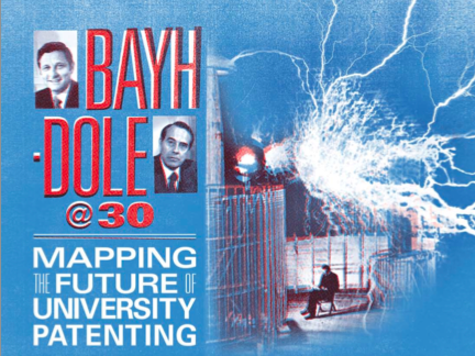 BAYH
-DOLE
@30
MAPPING
THE FUTURE OF
UNIVERSITY
PATENTING